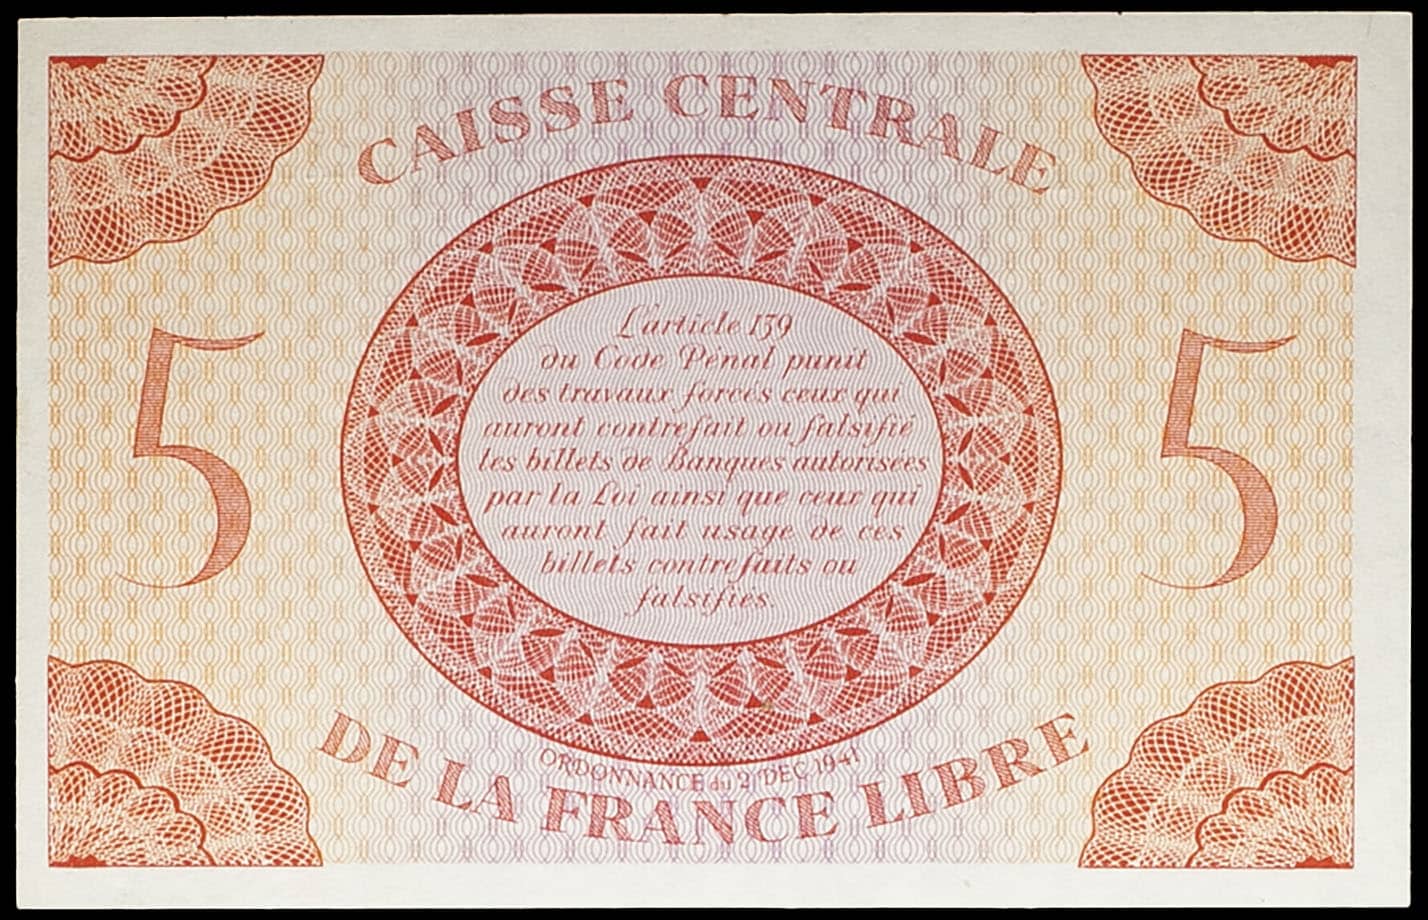 CAISSE CENTRALE
L'article 139
du Code Pénal punit
des travaux forcés ceux qui
auront contrefait ou falsifié
les billets de Banques autorisées
par la Loi ainsi que ceux qui
auront fait usage de ces
billets contrefaits ou
falsifiés.
5
5
ORDONNANCE du 2 DEC 1941
DE LA FRANCE LIBRE